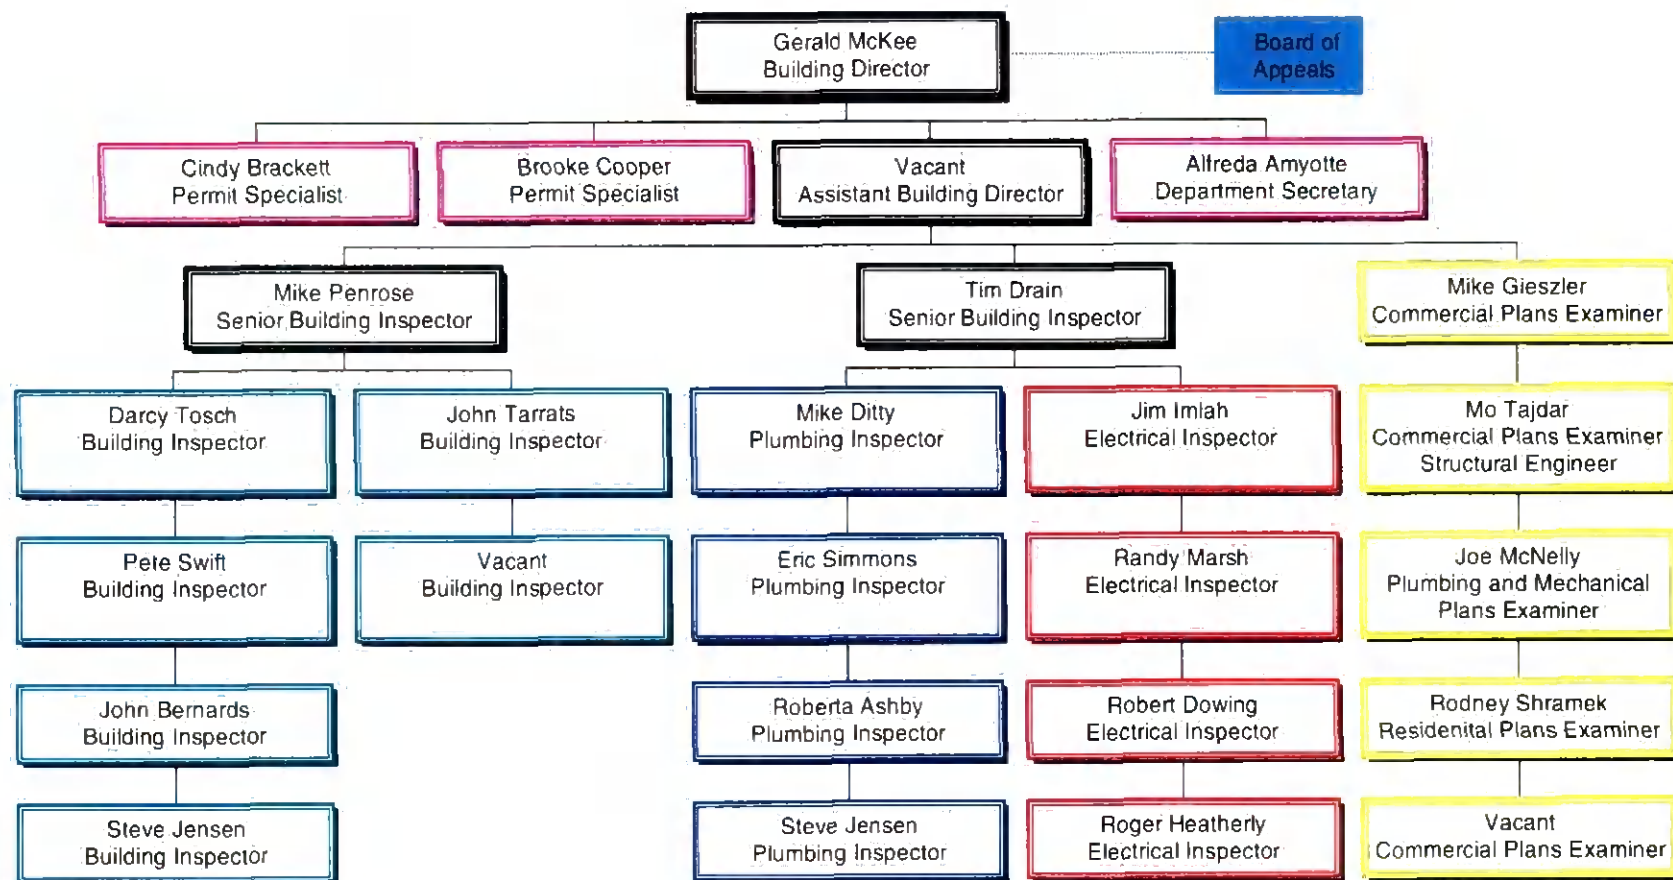 Gerald McKee
Building Director
Board of
Appeals
Cindy Brackett
Permit Specialist
Brooke Cooper
Permit Specialist
Vacant
Assistant Building Director
Alfreda Amyotte
Department Secretary
Mike Penrose
Senior Building Inspector
Tim Drain
Senior Building Inspector
Mike Gieszler
Commercial Plans Examiner
Darcy Tosch
Building Inspector
John Tarrats
Building Inspector
Mike Ditty
Plumbing Inspector
Jim Imlah
Electrical Inspector
Mo Tajdar
Commercial Plans Examiner
Structural Engineer
Pete Swift
Building Inspector
Vacant
Building Inspector
Eric Simmons
Plumbing Inspector
Randy Marsh
Electrical Inspector
Joe McNelly
Plumbing and Mechanical
Plans Examiner
John Bernards
Building Inspector
Roberta Ashby
Plumbing Inspector
Robert Dowing
Electrical Inspector
Rodney Shramek
Residenital Plans Examiner
Steve Jensen
Building Inspector
Steve Jensen
Plumbing Inspector
Roger Heatherly
Electrical Inspector
Vacant
Commercial Plans Examiner